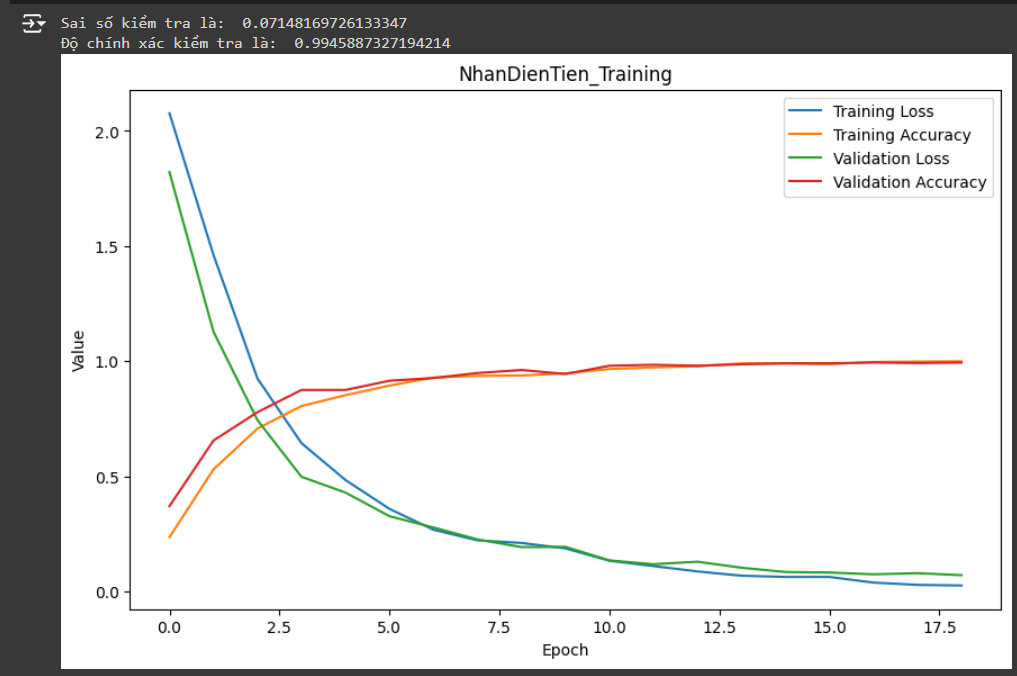 Sai số kiểm tra là:  0.07148169726133347
Độ chính xác kiểm tra là:  0.9945887327194214
NhanDienTien_Training
Training Loss
Training Accuracy
Validation Loss
Validation Accuracy
2.0
1.5
1.0
0.5
0.0
Value
0.0 2.5 5.0 7.5 10.0 12.5 15.0 17.5
Epoch